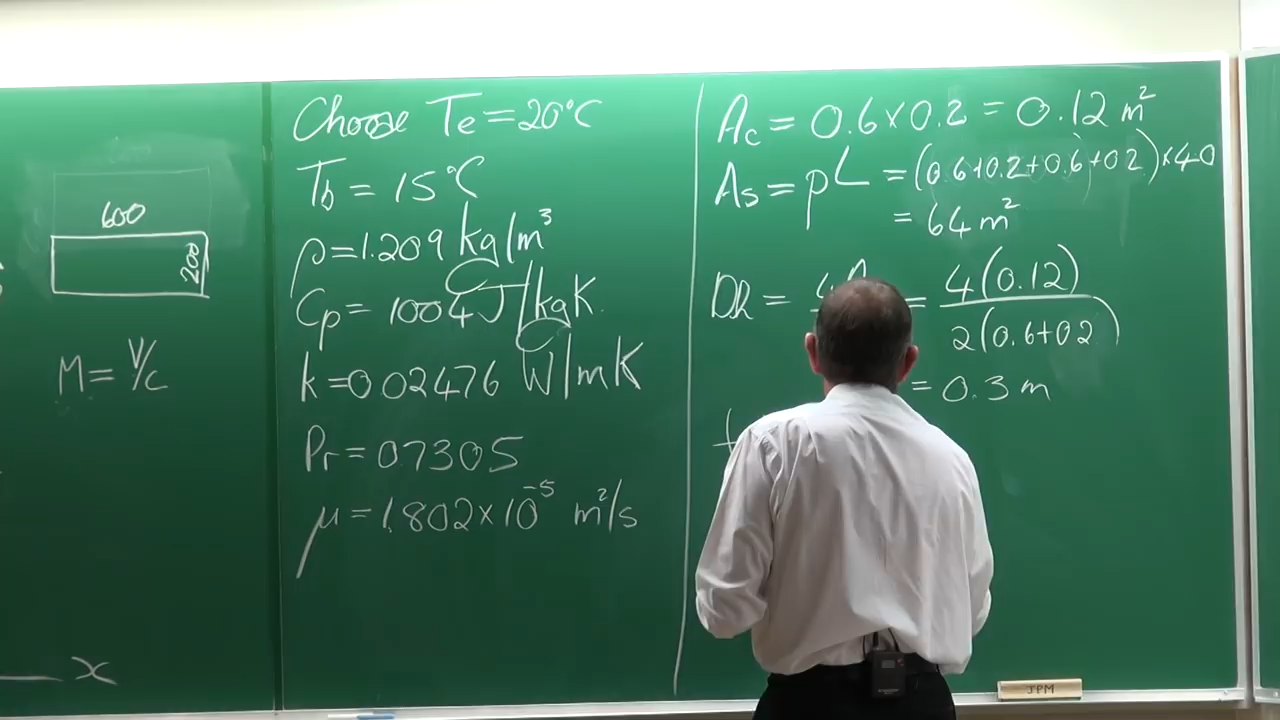 600
200
M = V/c
x
Choose Te = 20°C
Tb = 15°C
ρ = 1.209 kg/m³
Cp = 1004 J/kgK
k = 0.02476 W/mK
Pr = 0.7305
μ = 1.802 × 10⁻⁵ m²/s
Ac = 0.6 × 0.2 = 0.12 m²
As = pL = (0.6+0.2+0.6+0.2) × 40
= 64 m²
Dh = = 4(0.12)
2(0.6+0.2)
= 0.3 m
JPM